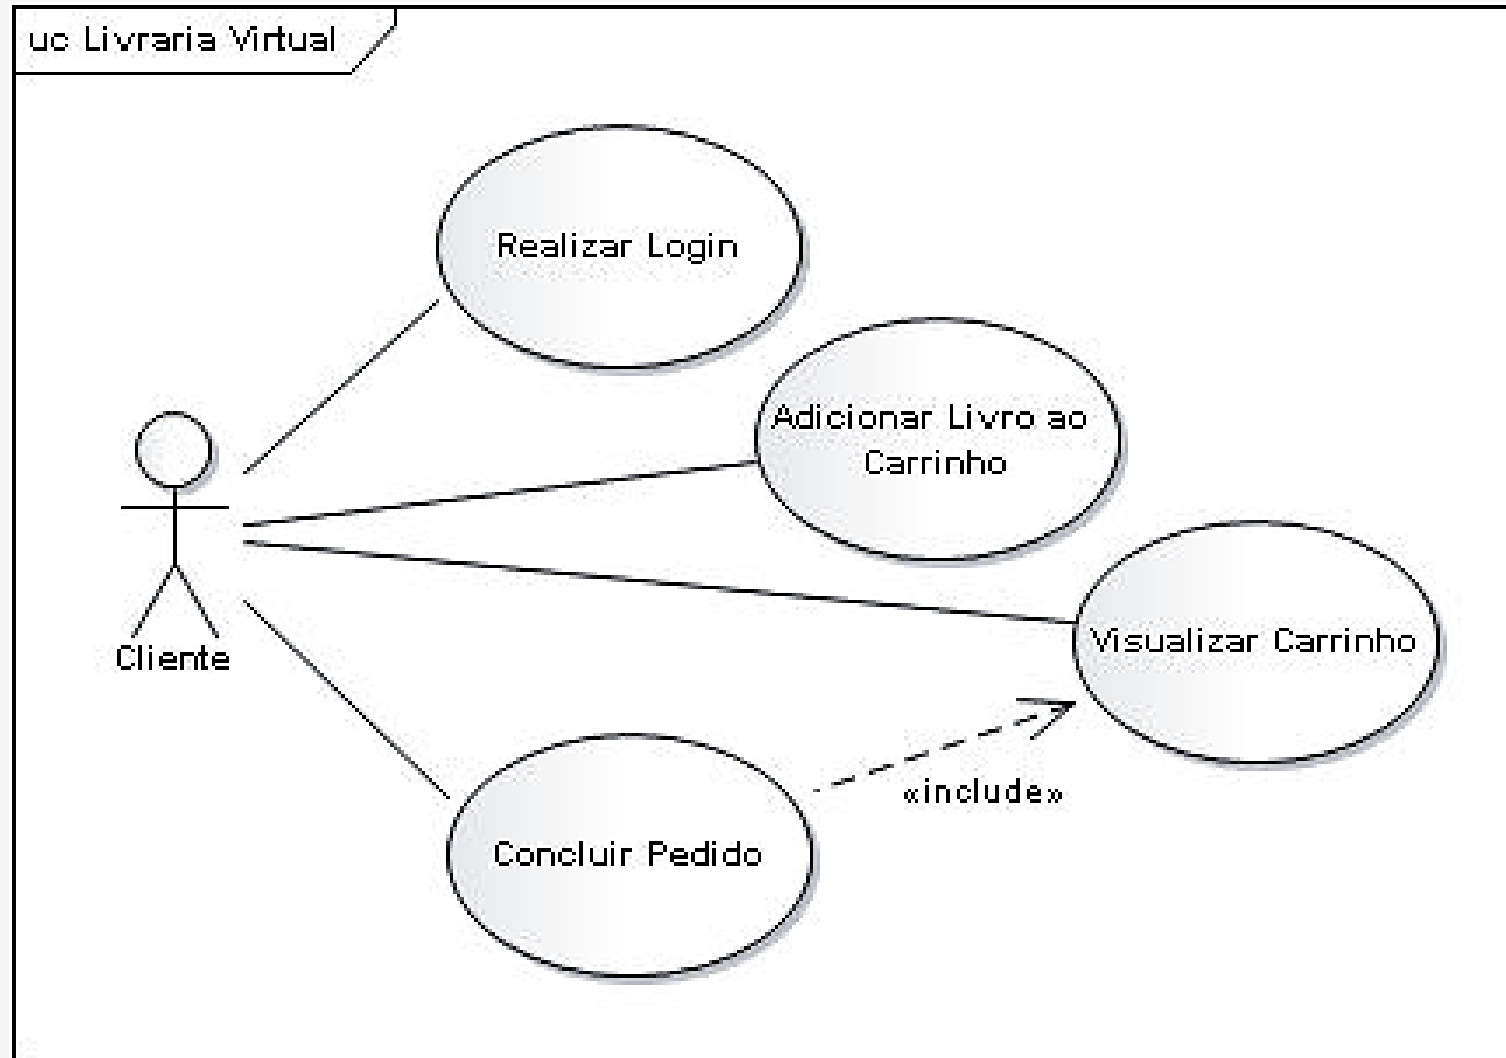 uc Livraria Virtual
Realizar Login
Adicionar Livro ao
Carrinho
Visualizar Carrinho
Cliente
«include»
Concluir Pedido